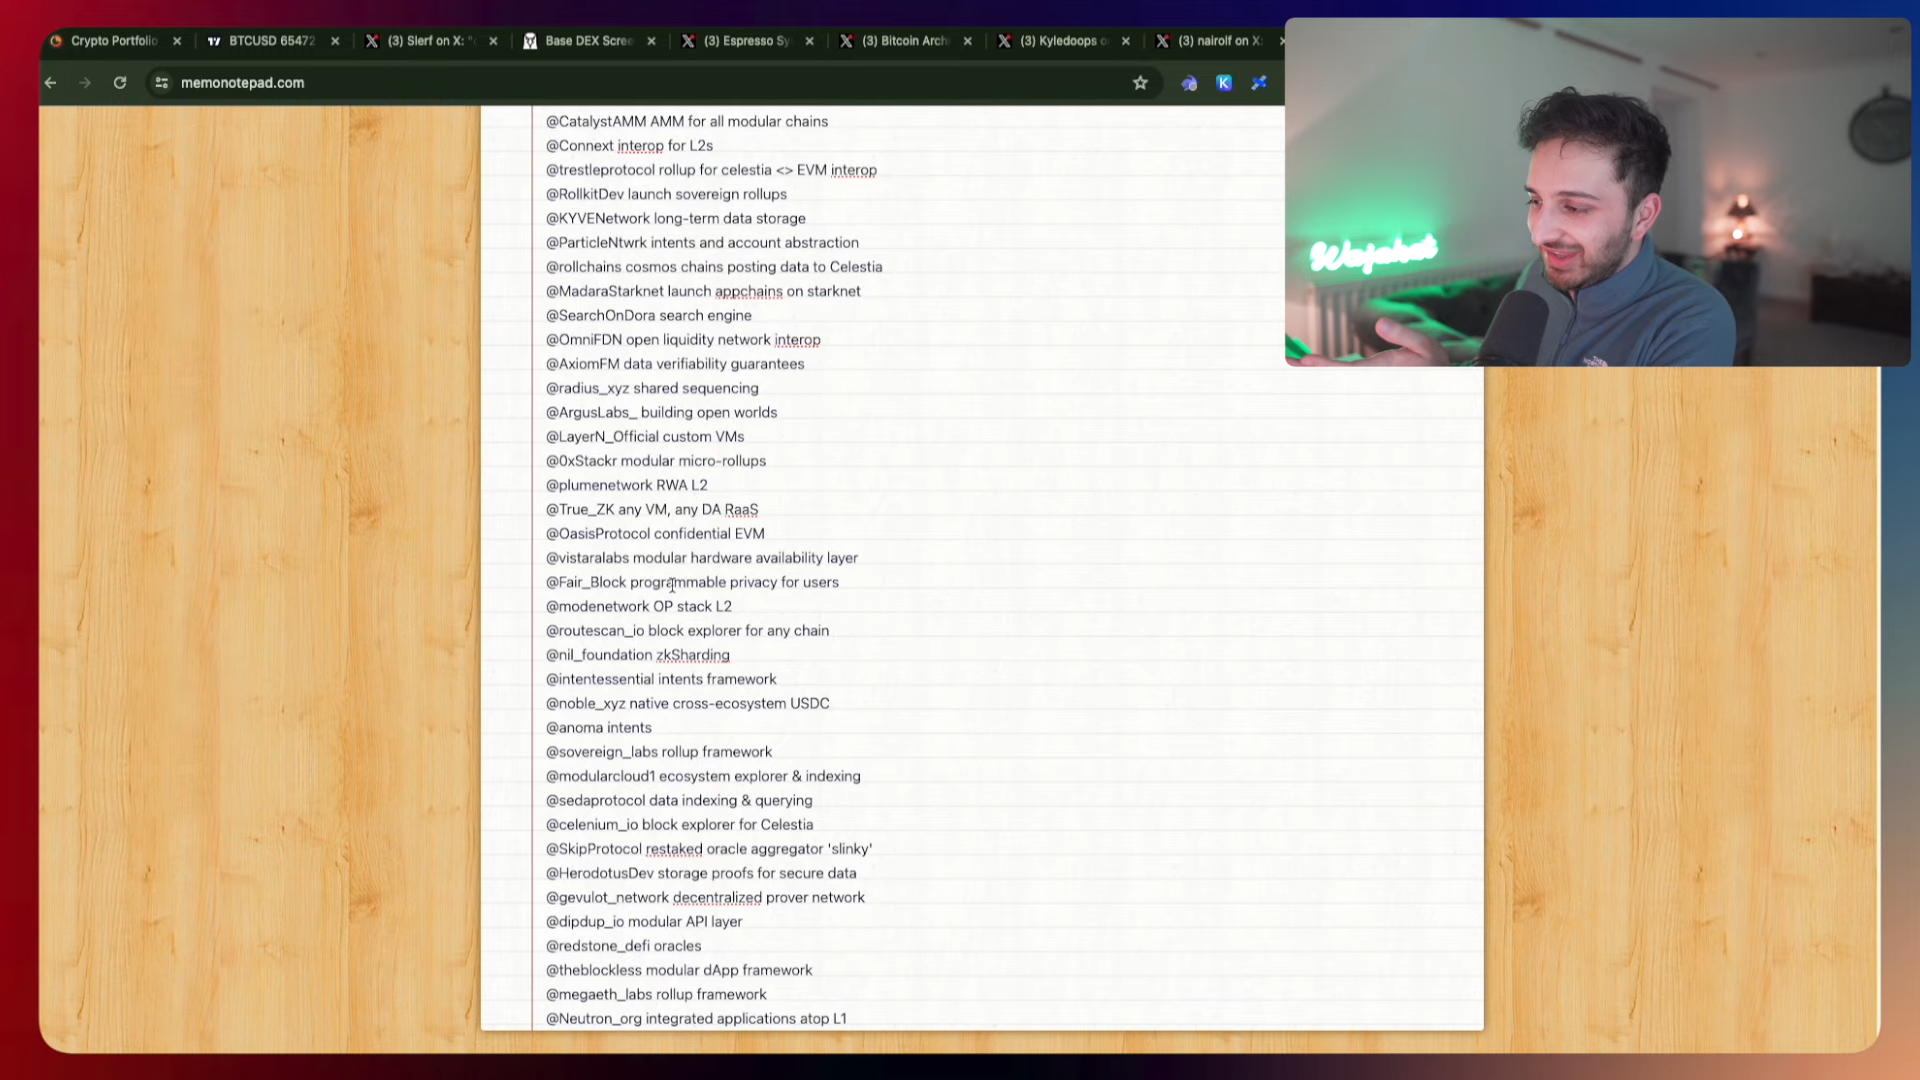 Crypto Portfolio
BTCUSD 65472
(3) Slerf on X: "
Base DEX Scre
(3) Espresso Sy
(3) Bitcoin Arch
(3) Kyledoops o
(3) nairolf on X:
memonotepad.com
K
@CatalystAMM AMM for all modular chains
@Connext interop for L2s
@trestleprotocol rollup for celestia <> EVM interop
@RollkitDev launch sovereign rollups
@KYVENetwork long-term data storage
@ParticleNtwrk intents and account abstraction
@rollchains cosmos chains posting data to Celestia
@MadaraStarknet launch appchains on starknet
@SearchOnDora search engine
@OmniFDN open liquidity network interop
@AxiomFM data verifiability guarantees
@radius_xyz shared sequencing
@ArgusLabs_ building open worlds
@LayerN_Official custom VMs
@0xStackr modular micro-rollups
@plumenetwork RWA L2
@True_ZK any VM, any DA RaaS
@OasisProtocol confidential EVM
@vistaralabs modular hardware availability layer
@Fair_Block programmable privacy for users
@modenetwork OP stack L2
@routescan_io block explorer for any chain
@nil_foundation zkSharding
@intentessential intents framework
@noble_xyz native cross-ecosystem USDC
@anoma intents
@sovereign_labs rollup framework
@modularcloud1 ecosystem explorer & indexing
@sedaprotocol data indexing & querying
@celenium_io block explorer for Celestia
@SkipProtocol restaked oracle aggregator 'slinky'
@HerodotusDev storage proofs for secure data
@gevulot_network decentralized prover network
@dipdup_io modular API layer
@redstone_defi oracles
@theblockless modular dApp framework
@megaeth_labs rollup framework
@Neutron_org integrated applications atop L1
Wajahat
THE NORTH